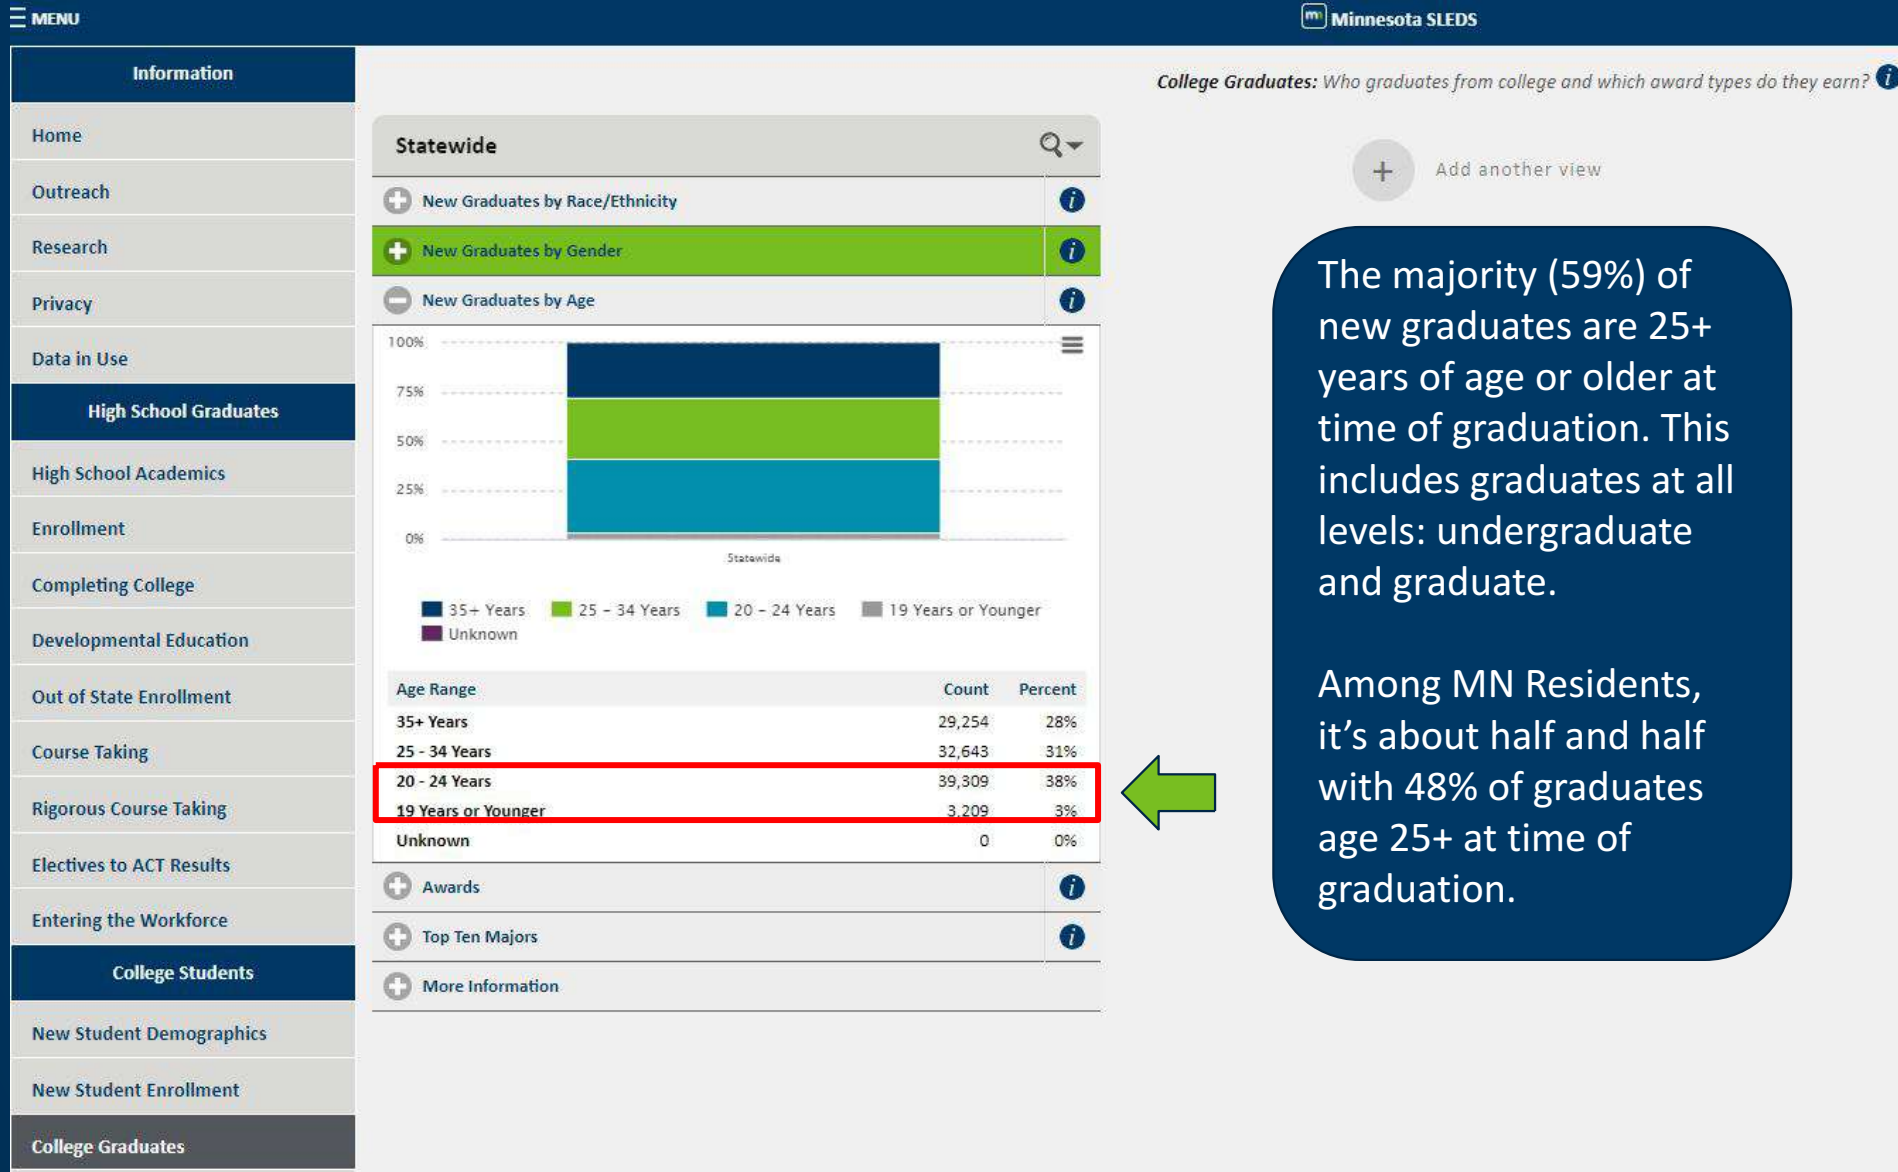 MENU
Minnesota SLEDS
Information
Home
Outreach
Research
Privacy
Data in Use
High School Graduates
High School Academics
Enrollment
Completing College
Developmental Education
Out of State Enrollment
Course Taking
Rigorous Course Taking
Electives to ACT Results
Entering the Workforce
College Students
New Student Demographics
New Student Enrollment
College Graduates
College Graduates: Who graduates from college and which award types do they earn? i
Statewide
New Graduates by Race/Ethnicity i
New Graduates by Gender i
New Graduates by Age i
100%
75%
50%
25%
0%
Statewide
35+ Years 25 - 34 Years 20 - 24 Years 19 Years or Younger
Unknown
Age Range Count Percent
35+ Years 29,254 28%
25 - 34 Years 32,643 31%
20 - 24 Years 39,309 38%
19 Years or Younger 3,209 3%
Unknown 0 0%
Awards i
Top Ten Majors i
More Information
+ Add another view
The majority (59%) of
new graduates are 25+
years of age or older at
time of graduation. This
includes graduates at all
levels: undergraduate
and graduate.
Among MN Residents,
it's about half and half
with 48% of graduates
age 25+ at time of
graduation.